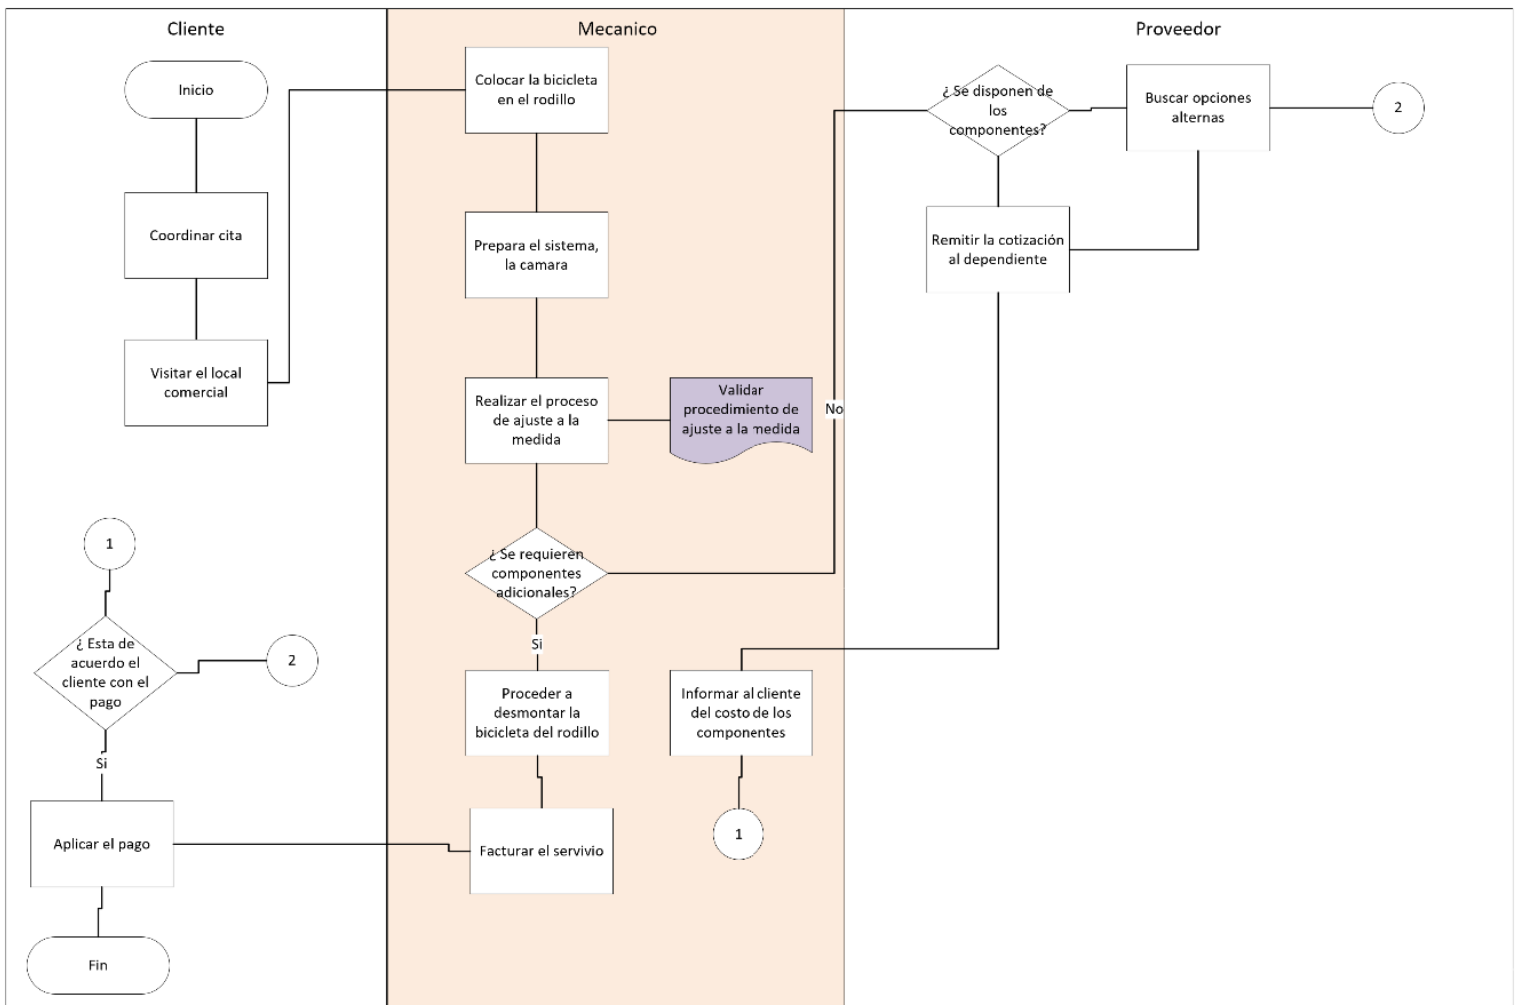 Cliente
Mecanico
Proveedor
Inicio
Coordinar cita
Visitar el local
comercial
1
¿ Esta de
acuerdo el
cliente con el
pago
2
Si
Aplicar el pago
Fin
Colocar la bicicleta
en el rodillo
Prepara el sistema,
la camara
Realizar el proceso
de ajuste a la
medida
Validar
procedimiento de
ajuste a la medida
¿ Se requieren
componentes
adicionales?
No
Si
Proceder a
desmontar la
bicicleta del rodillo
Facturar el servivio
Informar al cliente
del costo de los
componentes
1
¿ Se disponen de
los
componentes?
Buscar opciones
alternas
2
Remitir la cotización
al dependiente